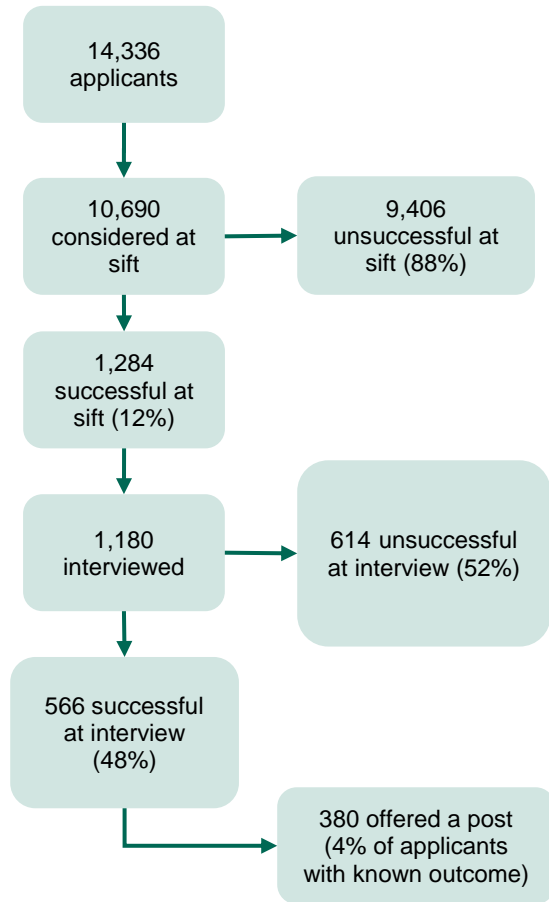 14,336
applicants
10,690
considered at
sift
9,406
unsuccessful at
sift (88%)
1,284
successful at
sift (12%)
1,180
interviewed
614 unsuccessful
at interview (52%)
566 successful
at interview
(48%)
380 offered a post
(4% of applicants
with known outcome)